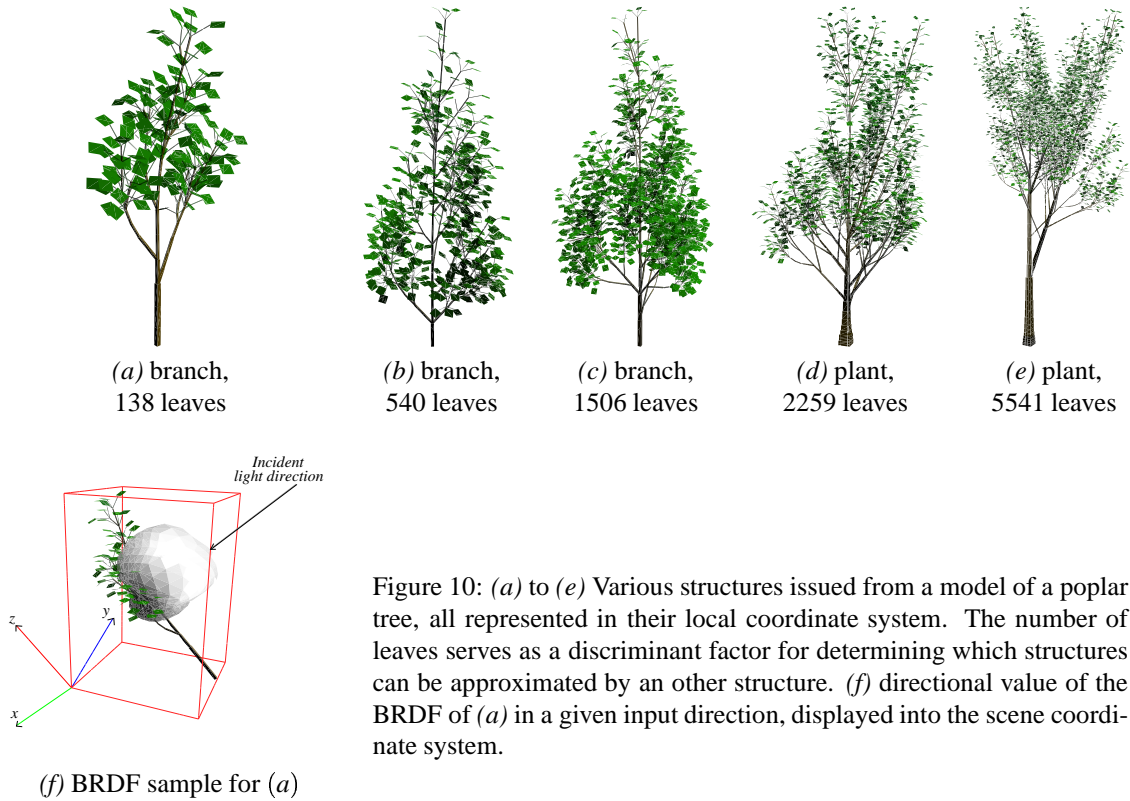 (a) branch,
138 leaves
(b) branch,
540 leaves
(c) branch,
1506 leaves
(d) plant,
2259 leaves
(e) plant,
5541 leaves
Incident
light direction
z
y
x
(f) BRDF sample for (a)
Figure 10: (a) to (e) Various structures issued from a model of a poplar
tree, all represented in their local coordinate system. The number of
leaves serves as a discriminant factor for determining which structures
can be approximated by an other structure. (f) directional value of the
BRDF of (a) in a given input direction, displayed into the scene coordi-
nate system.